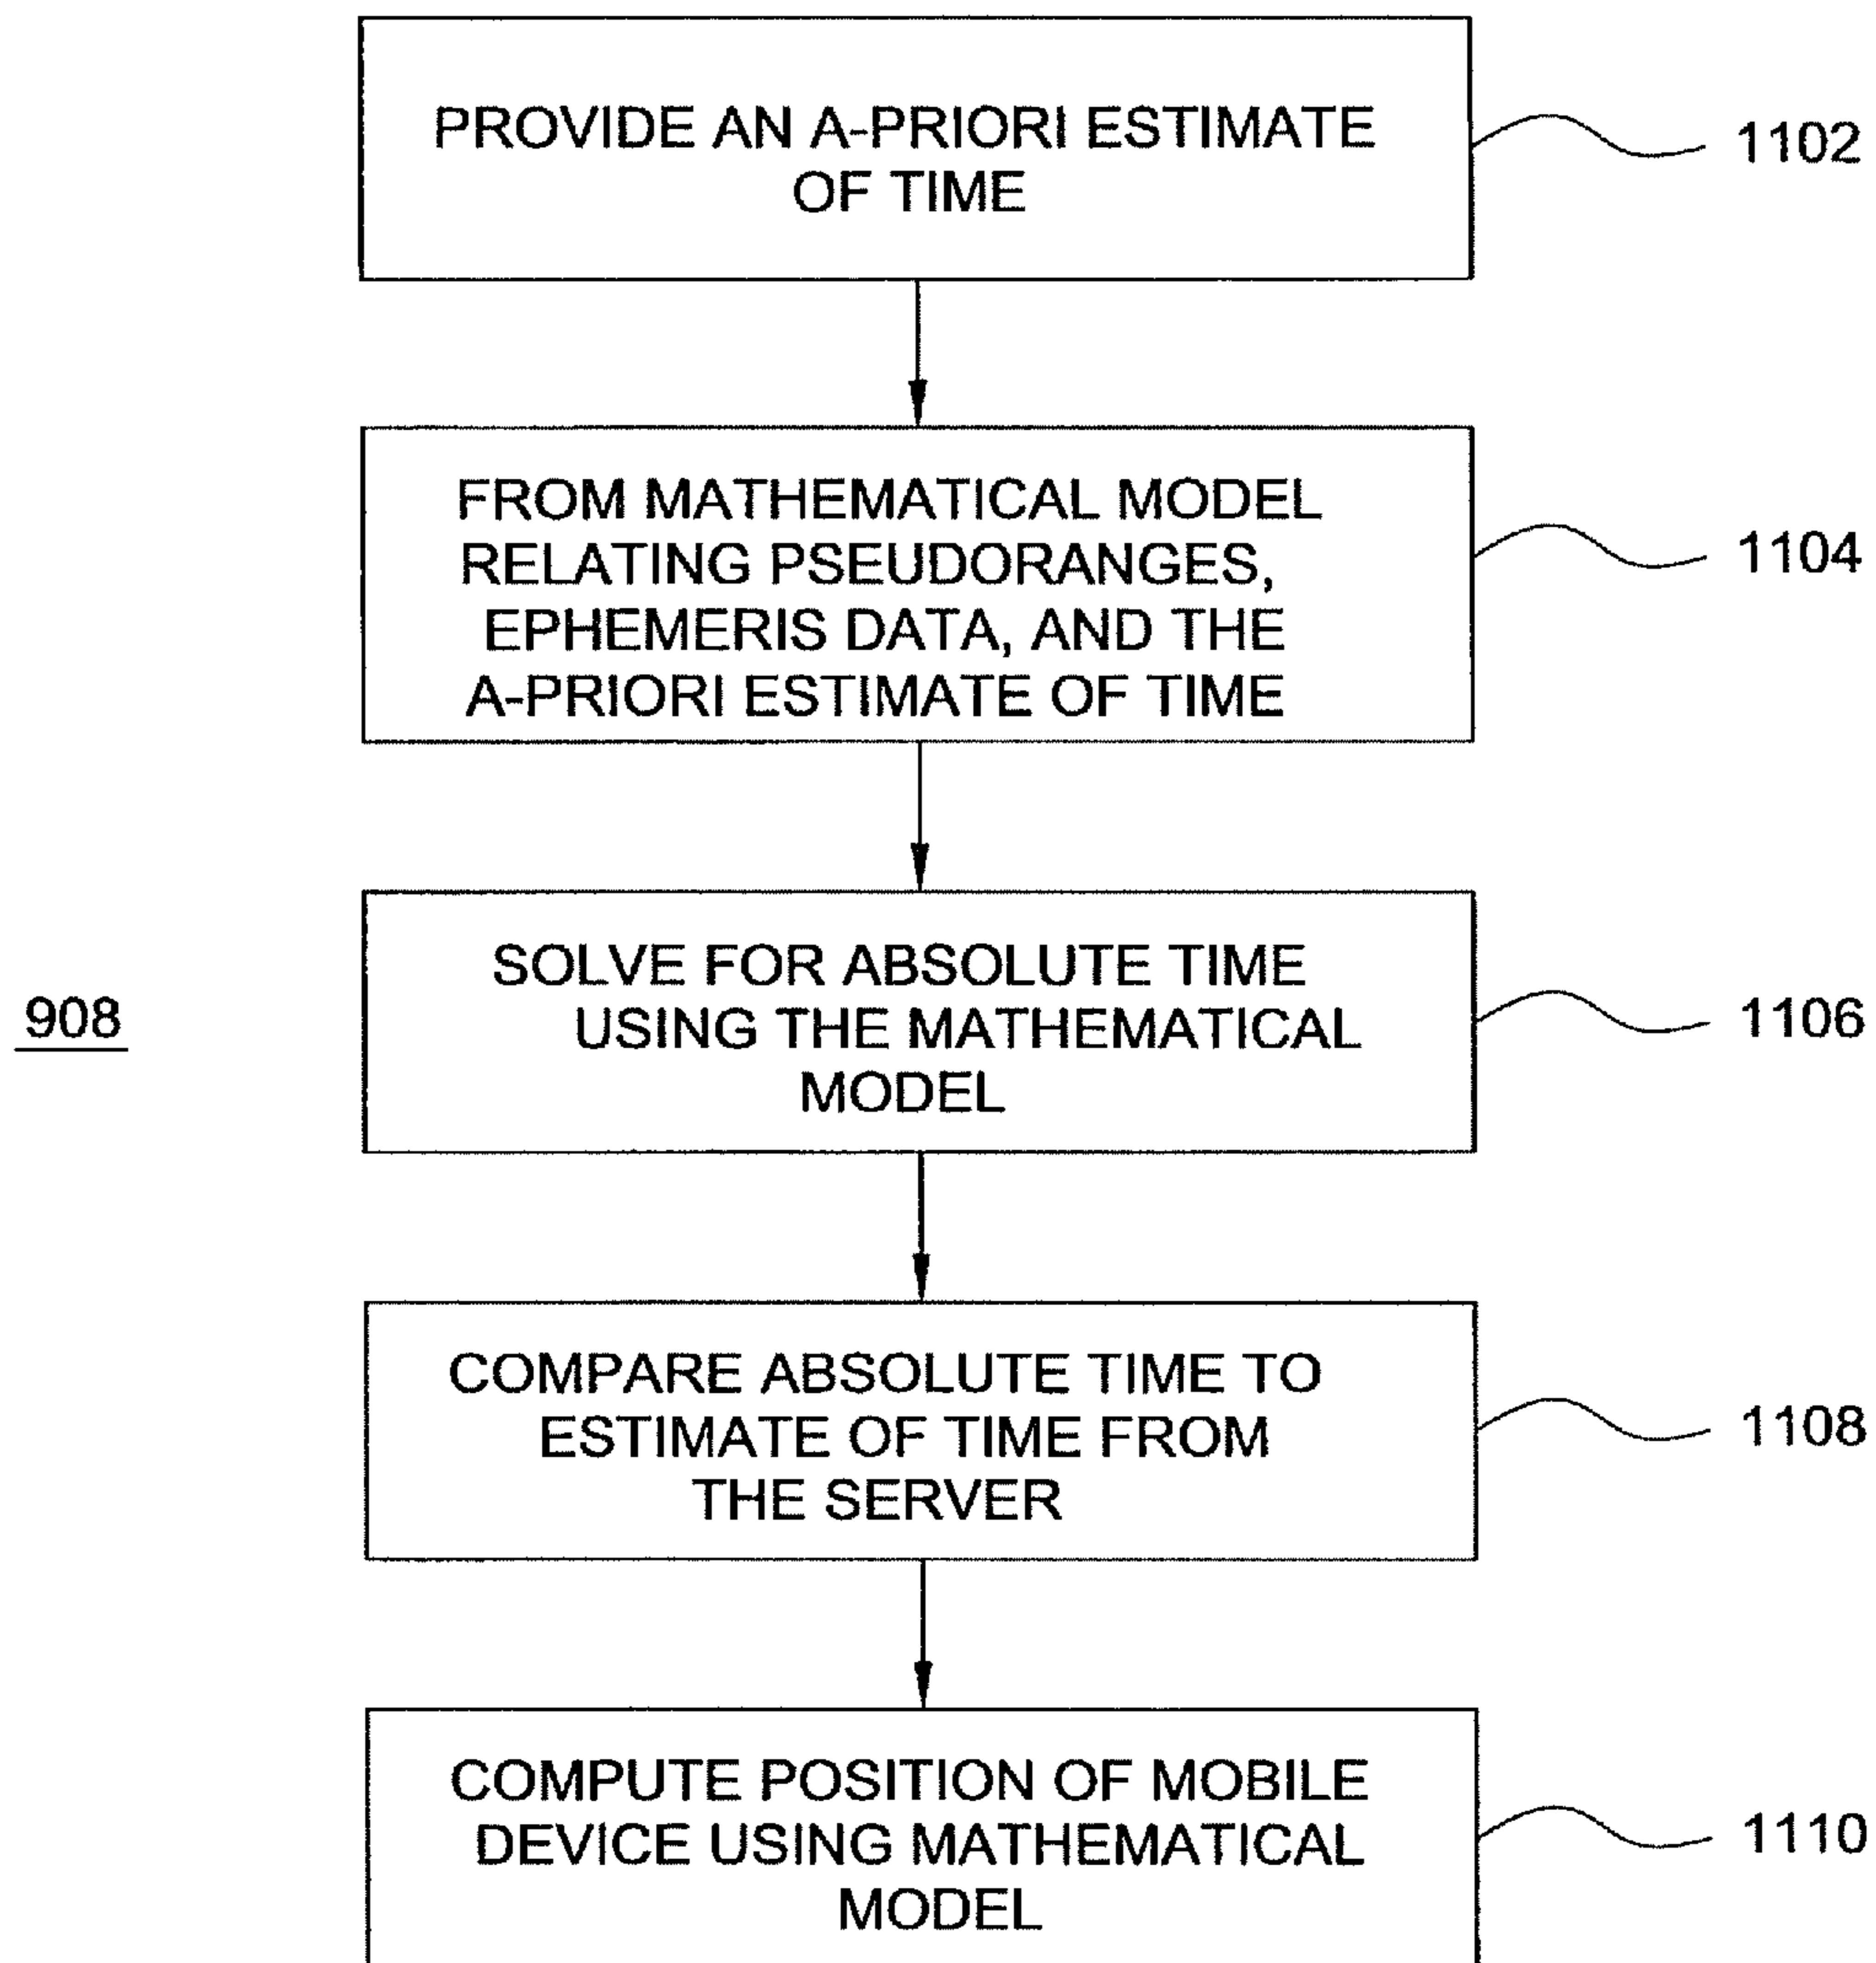 PROVIDE AN A-PRIORI ESTIMATE
OF TIME
1102
FROM MATHEMATICAL MODEL
RELATING PSEUDORANGES,
EPHEMERIS DATA, AND THE
A-PRIORI ESTIMATE OF TIME
1104
908
SOLVE FOR ABSOLUTE TIME
USING THE MATHEMATICAL
MODEL
1106
COMPARE ABSOLUTE TIME TO
ESTIMATE OF TIME FROM
THE SERVER
1108
COMPUTE POSITION OF MOBILE
DEVICE USING MATHEMATICAL
MODEL
1110